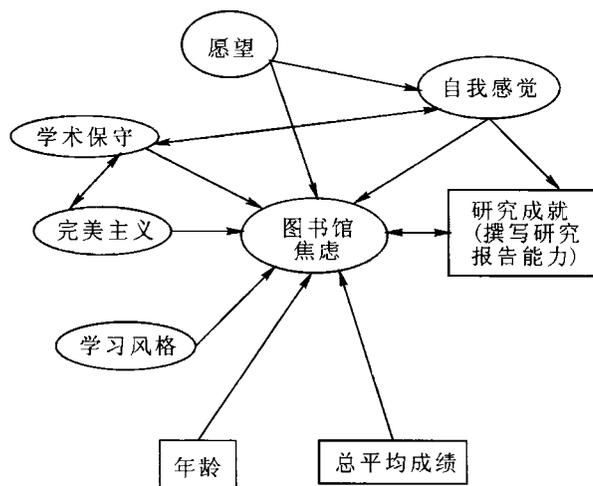 愿望
自我感觉
学术保守
完美主义
图书馆
焦虑
研究成就
(撰写研究
报告能力)
学习风格
年龄
总平均成绩